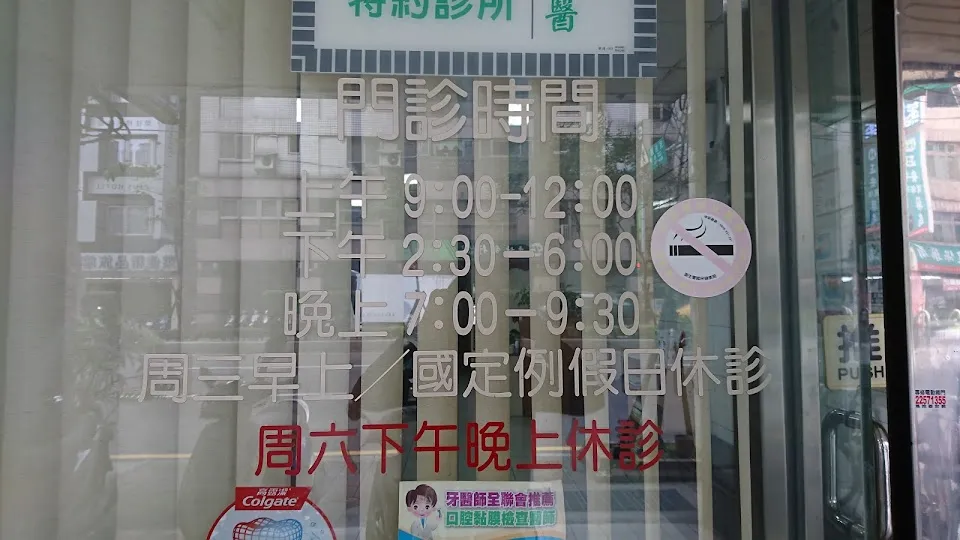 特約診所
醫
門診時間
上午 9:00-12:00
下午 2:30-6:00
晚上 7:00-9:30
周三早上/國定例假日休診
周六下午晚上休診
推
PUSH
22571355
高露潔
Colgate
牙醫師全聯會推薦
口腔黏膜檢查醫師